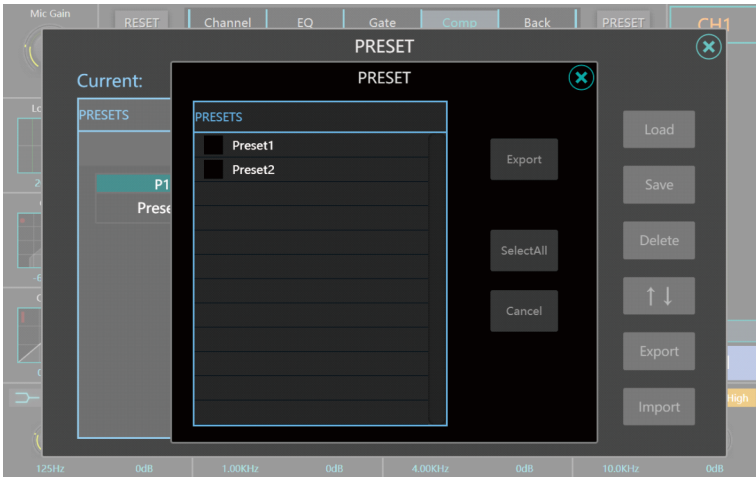 Mic Gain
RESET Channel EQ Gate Comp Back PRESET CH1
PRESET
Current:
PRESET
PRESETS
PRESETS
Preset1
Preset2
P1
Export
SelectAll
Cancel
Load
Save
Delete
↑↓
Export
Import
High
125Hz 0dB 1.00KHz 0dB 4.00KHz 0dB 10.0KHz 0dB